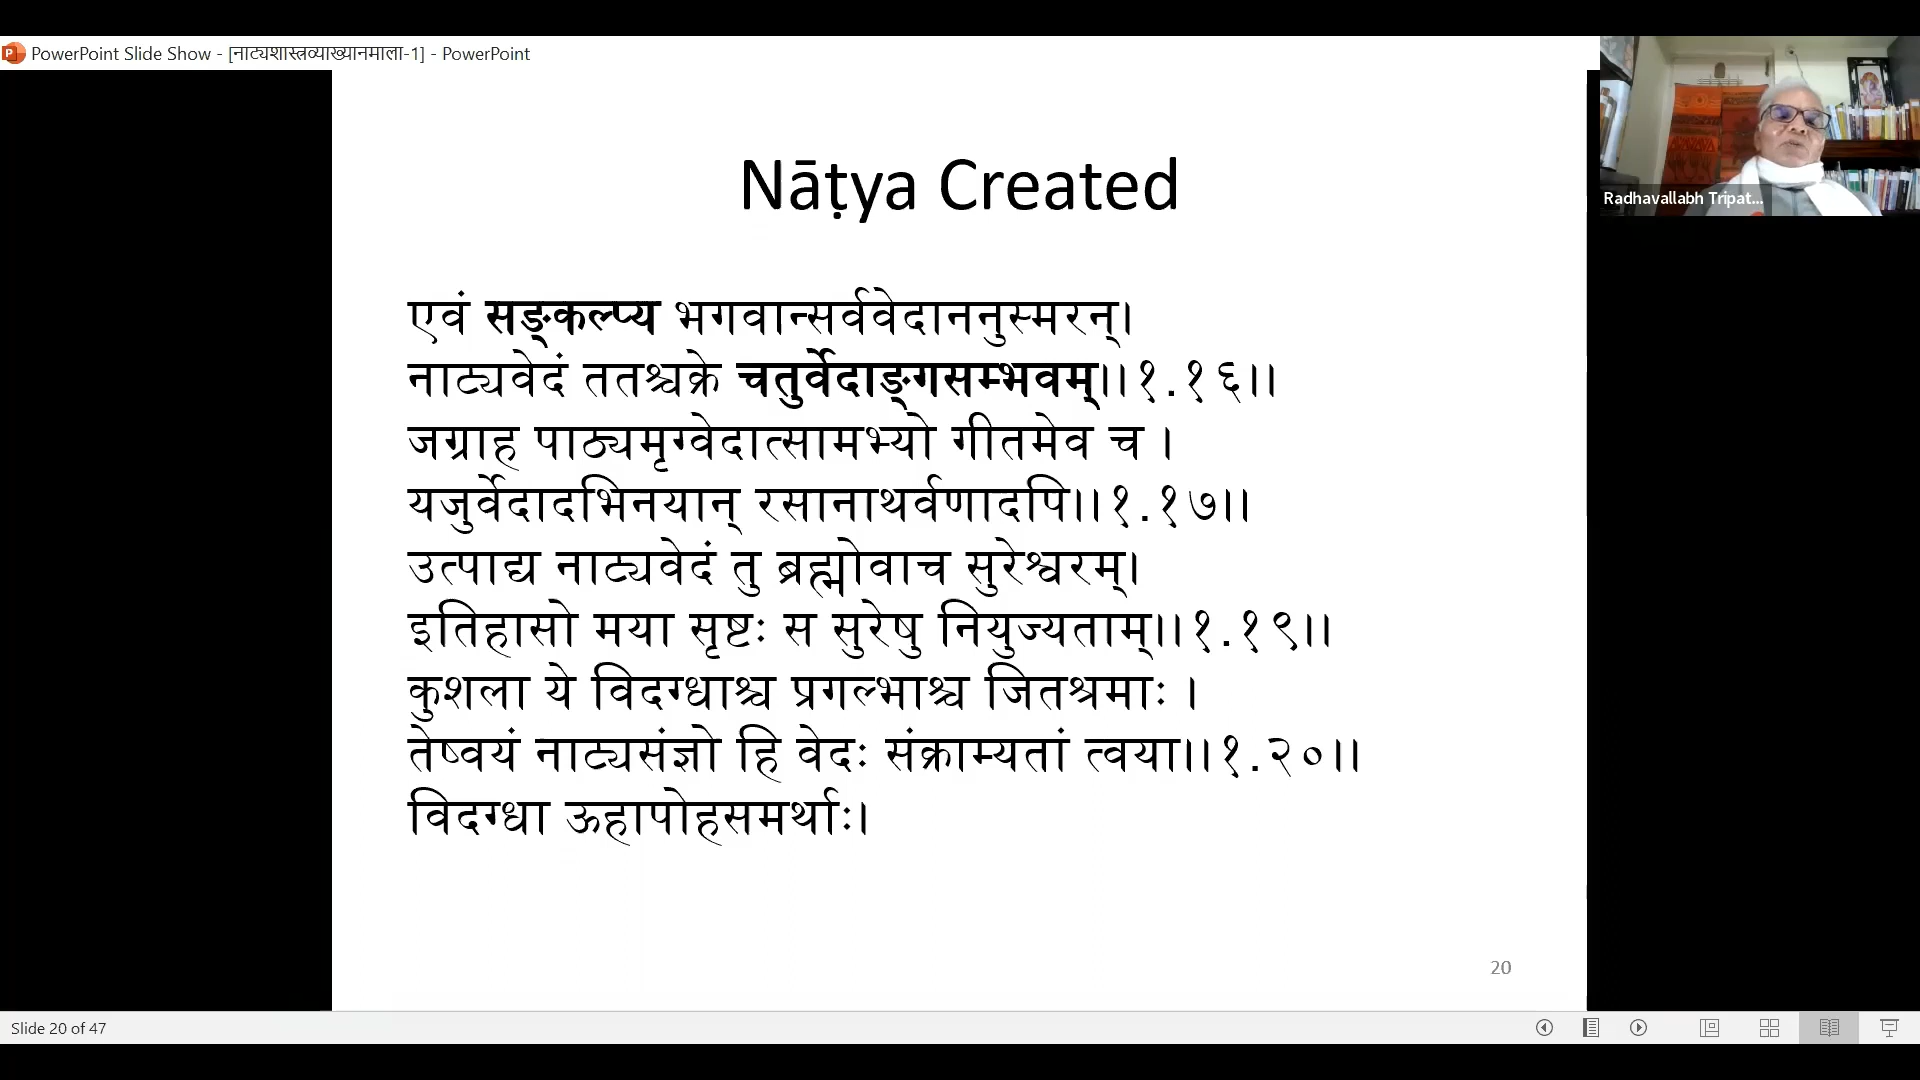 PowerPoint Slide Show - [नाट्यशास्त्रव्याख्यानमाला-1] - PowerPoint
Radhavallabh Tripat...
Nāṭya Created
एवं सङ्कल्प्य भगवान्सर्ववेदाननुस्मरन्।
नाट्यवेदं ततश्चक्रे चतुर्वेदाङ्गसम्भवम्।।१.१६।।
जग्राह पाठ्यमृग्वेदात्सामभ्यो गीतमेव च ।
यजुर्वेदादभिनयान् रसानाथर्वणादपि।।१.१७।।
उत्पाद्य नाट्यवेदं तु ब्रह्मोवाच सुरेश्वरम्।
इतिहासो मया सृष्टः स सुरेषु नियुज्यताम्।।१.१९।।
कुशला ये विदग्धाश्च प्रगल्भाश्च जितश्रमाः ।
तेष्वयं नाट्यसंज्ञो हि वेदः संक्राम्यतां त्वया।।१.२०।।
विदग्धा ऊहापोहसमर्थाः।
20
Slide 20 of 47